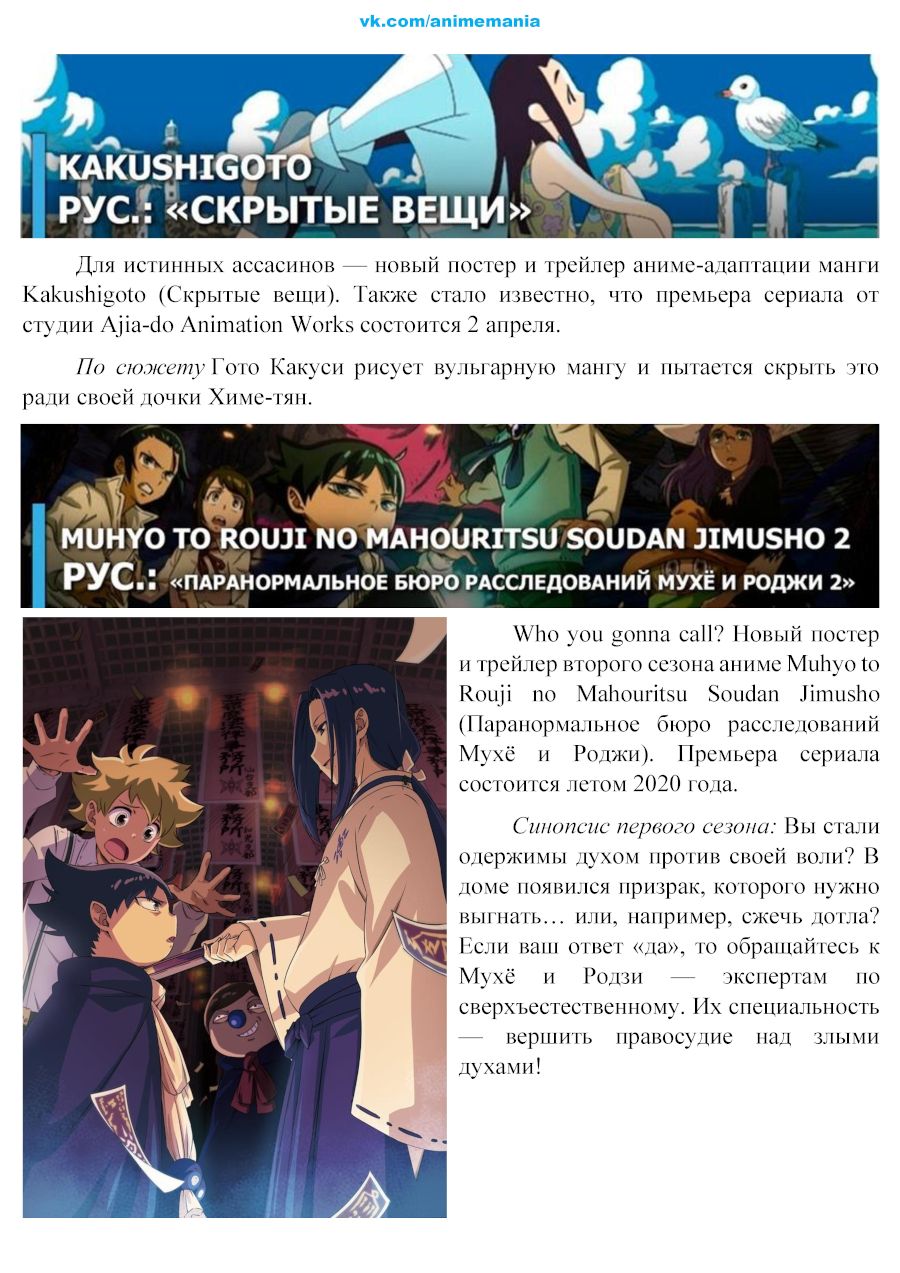 vk.com/animemania
KAKUSHIGOTO
РУС.: «СКРЫТЫЕ ВЕЩИ»
Для истинных ассасинов — новый постер и трейлер аниме-адаптации манги
Kakushigoto (Скрытые вещи). Также стало известно, что премьера сериала от
студии Ajia-do Animation Works состоится 2 апреля.
По сюжету Гото Какуси рисует вульгарную мангу и пытается скрыть это
ради своей дочки Химе-тян.
MUHYO TO ROUJI NO MAHOURITSU SOUDAN JIMUSHO 2
РУС.: «ПАРАНОРМАЛЬНОЕ БЮРО РАССЛЕДОВАНИЙ МУХЁ И РОДЖИ 2»
Who you gonna call? Новый постер
и трейлер второго сезона аниме Muhyo to
Rouji no Mahouritsu Soudan Jimusho
(Паранормальное бюро расследований
Мухё и Роджи). Премьера сериала
состоится летом 2020 года.
Синопсис первого сезона: Вы стали
одержимы духом против своей воли? В
доме появился призрак, которого нужно
выгнать… или, например, сжечь дотла?
Если ваш ответ «да», то обращайтесь к
Мухё и Родзи — экспертам по
сверхъестественному. Их специальность
— вершить правосудие над злыми
духами!